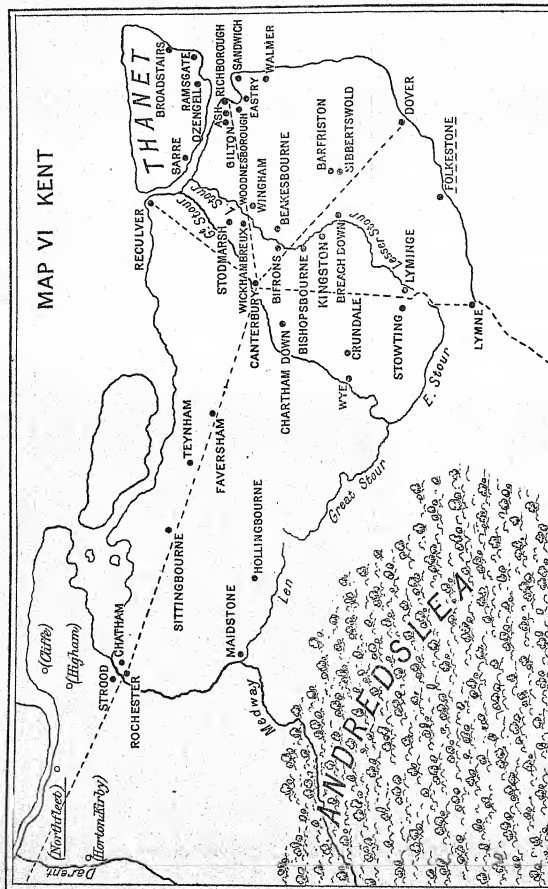 MAP VI KENT
THANET
BROADSTAIRS
RAMSGATE
OZENGELL
SARRE
RICHBOROUGH
ASH
SANDWICH
GILTON
WOODNESBOROUGH
EASTRY
WALMER
RECULVER
Gt Stour
L. Stour
STODMARSH
WICKHAMBREUX
WINGHAM
CANTERBURY
BEAKESBOURNE
BIFRONS
BISHOPSBOURNE
CHARTHAM DOWN
BARFRISTON
SIBBERTSWOLD
DOVER
FOLKESTONE
KINGSTON
BREACH DOWN
Lesser Stour
LYMINGE
CRUNDALE
WYE
STOWTING
LYMNE
E. Stour
Great Stour
TEYNHAM
FAVERSHAM
SITTINGBOURNE
HOLLINGBOURNE
MAIDSTONE
Len
Medway
(Cliffe)
(Higham)
STROOD
CHATHAM
ROCHESTER
(Northfleet)
(Horton Kirby)
Darent
ANDREDSLEA